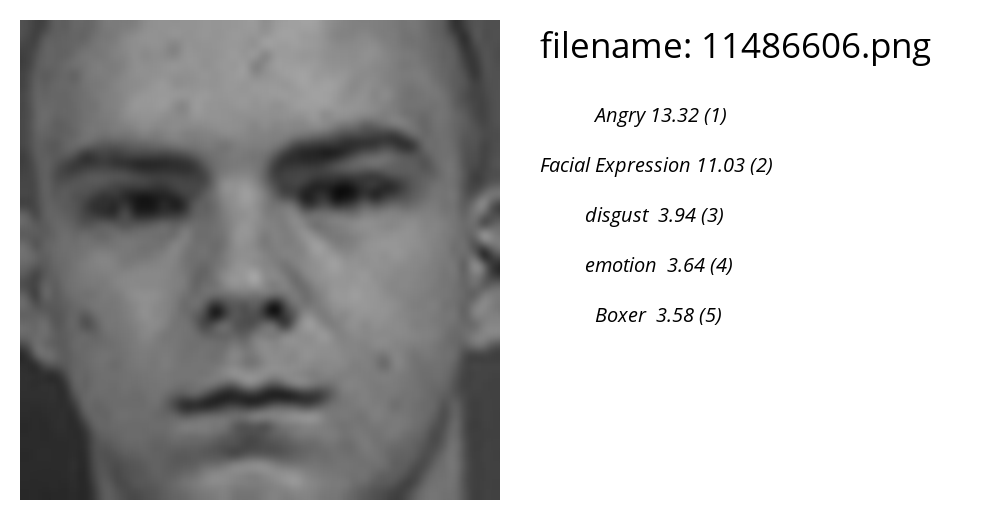 filename: 11486606.png
Angry 13.32 (1)
Facial Expression 11.03 (2)
disgust 3.94 (3)
emotion 3.64 (4)
Boxer 3.58 (5)